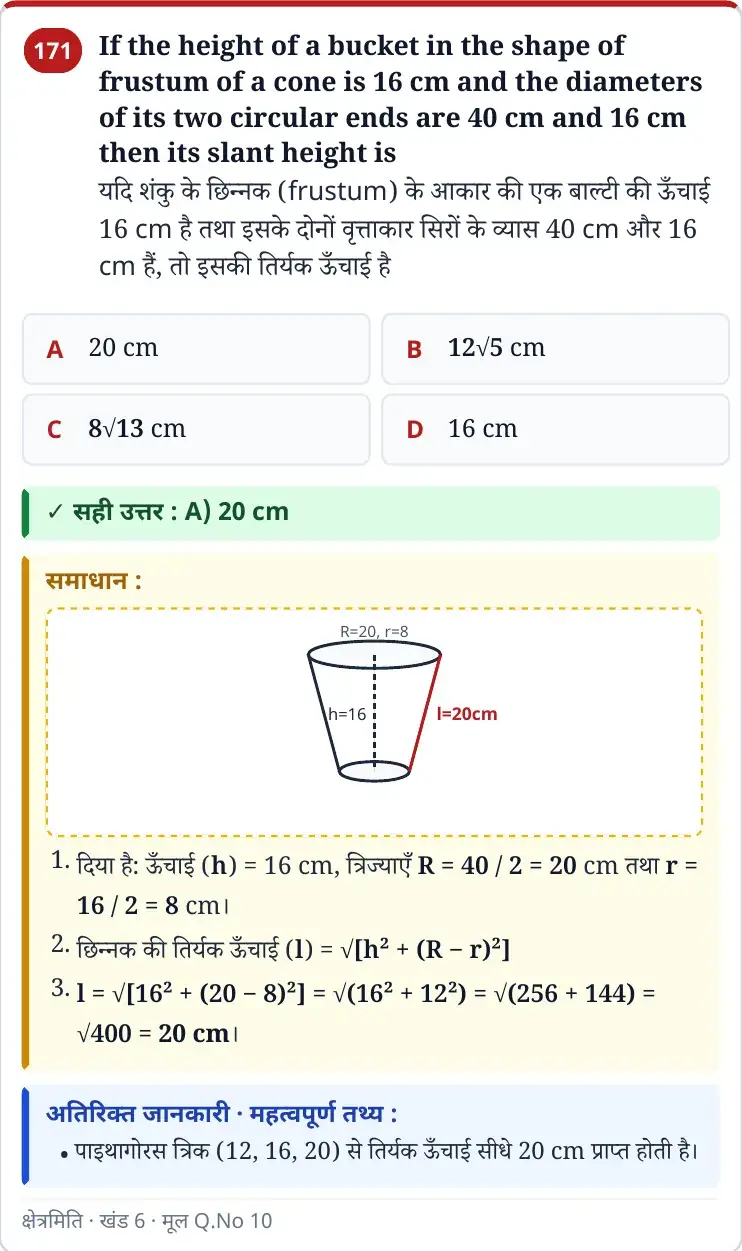 171
If the height of a bucket in the shape of
frustum of a cone is 16 cm and the diameters
of its two circular ends are 40 cm and 16 cm
then its slant height is
यदि शंकु के छिन्नक (frustum) के आकार की एक बाल्टी की ऊँचाई
16 cm है तथा इसके दोनों वृत्ताकार सिरों के व्यास 40 cm और 16
cm हैं, तो इसकी तिर्यक ऊँचाई है
A 20 cm
B 12√5 cm
C 8√13 cm
D 16 cm
✓ सही उत्तर : A) 20 cm
समाधान :
R=20, r=8
h=16
l=20cm
1. दिया है: ऊँचाई (h) = 16 cm, त्रिज्याएँ R = 40 / 2 = 20 cm तथा r =
16 / 2 = 8 cm।
2. छिन्नक की तिर्यक ऊँचाई (l) = √[h² + (R − r)²]
3. l = √[16² + (20 − 8)²] = √(16² + 12²) = √(256 + 144) =
√400 = 20 cm।
अतिरिक्त जानकारी · महत्वपूर्ण तथ्य :
• पाइथागोरस त्रिक (12, 16, 20) से तिर्यक ऊँचाई सीधे 20 cm प्राप्त होती है।
क्षेत्रमिति · खंड 6 · मूल Q.No 10